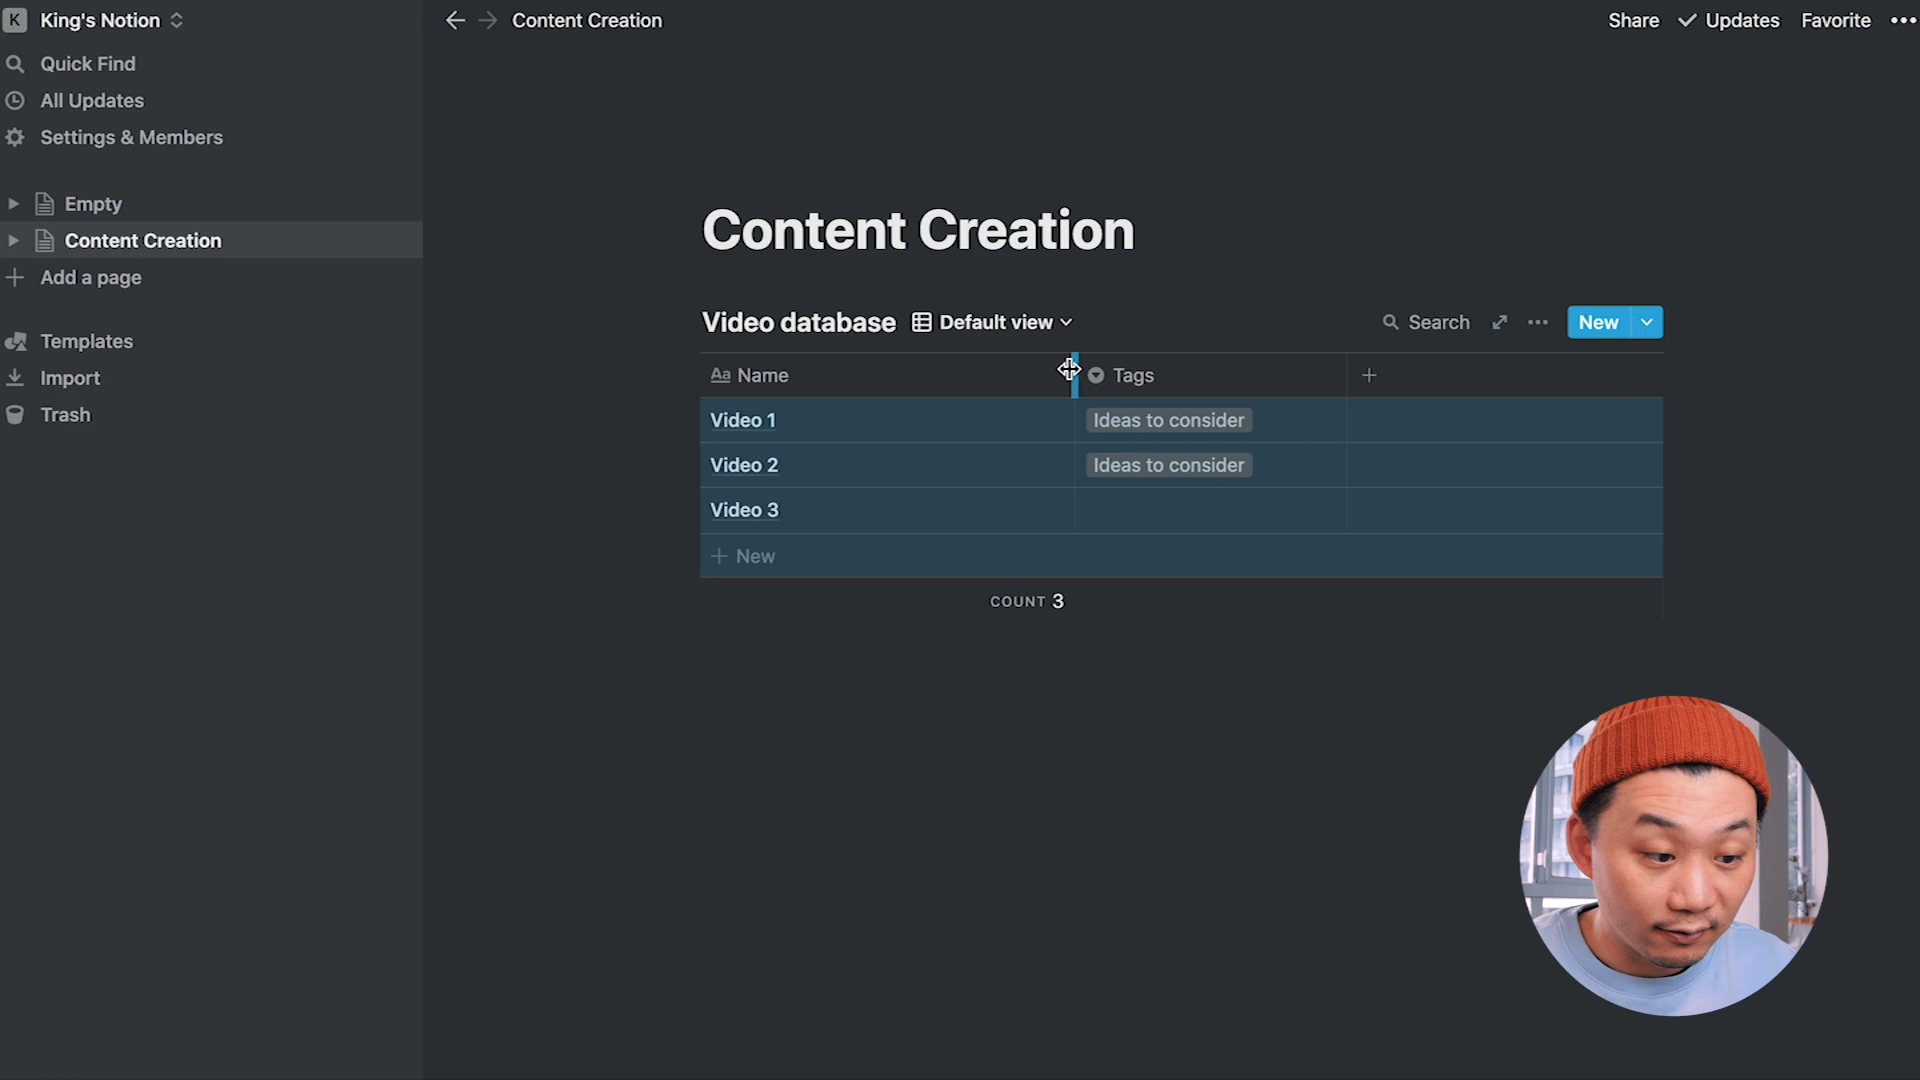 K King's Notion
Quick Find
All Updates
Settings & Members
Empty
Content Creation
Add a page
Templates
Import
Trash
Content Creation
Share Updates Favorite
Content Creation
Video database Default view
Search New
Aa Name Tags
Video 1 Ideas to consider
Video 2 Ideas to consider
Video 3
New
COUNT 3